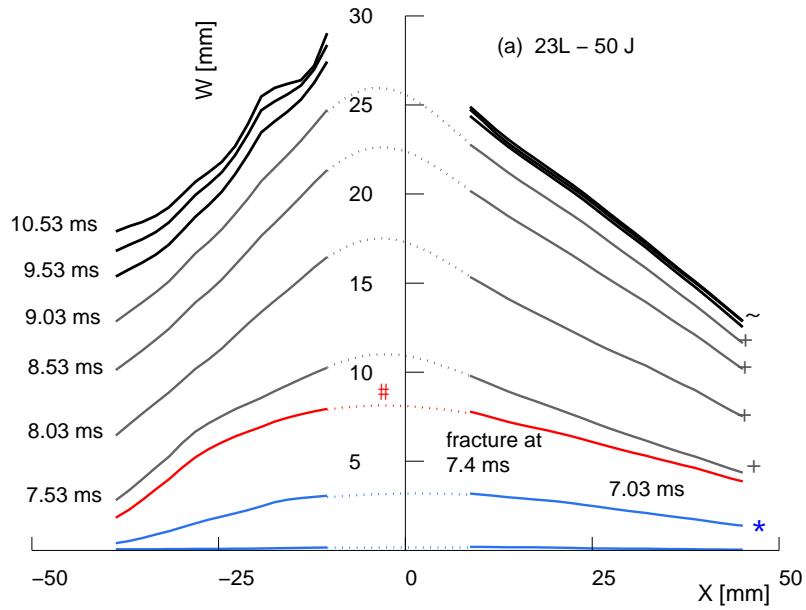 30
(a) 23L − 50 J
W [mm]
25
20
10.53 ms
9.53 ms
15
~
9.03 ms
+
8.53 ms
+
10
#
8.03 ms
+
fracture at
7.4 ms
5
+
7.53 ms
7.03 ms
*
−50
−25
0
25
50
X [mm]